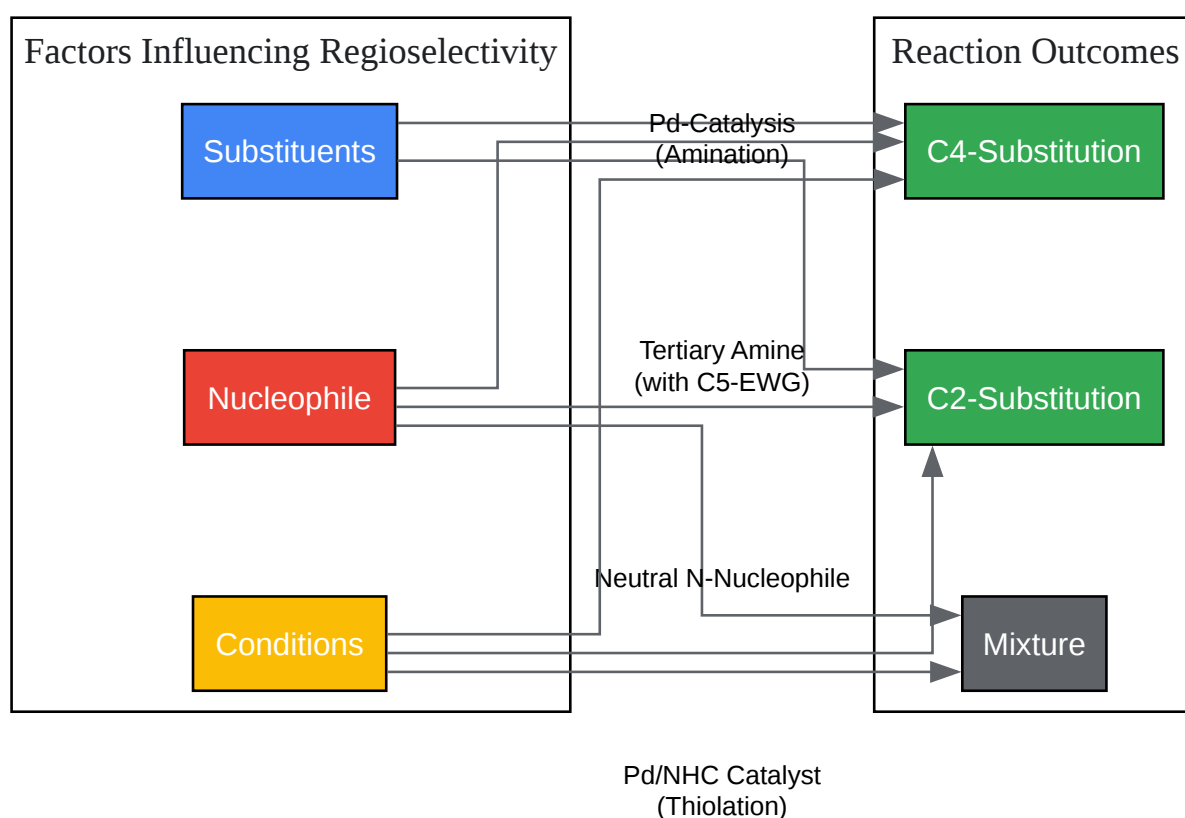 Factors Influencing Regioselectivity
Reaction Outcomes
Substituents
Pd-Catalysis
(Amination)
C4-Substitution
Nucleophile
Tertiary Amine
(with C5-EWG)
C2-Substitution
Neutral N-Nucleophile
Conditions
Mixture
Pd/NHC Catalyst
(Thiolation)